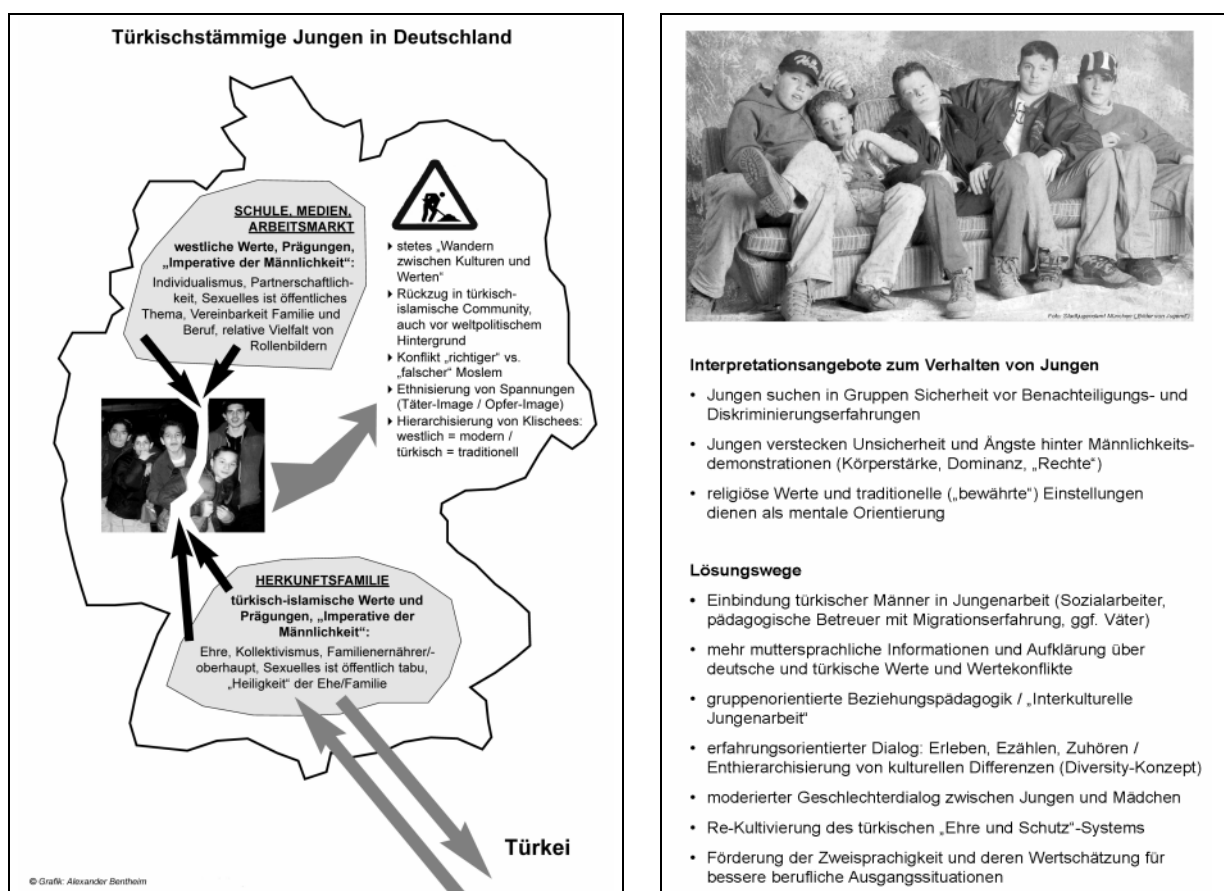 Türkischstämmige Jungen in Deutschland
SCHULE, MEDIEN,
ARBEITSMARKT
westliche Werte, Prägungen,
„Imperative der Männlichkeit“:
Individualismus, Partnerschaftlich-
keit, Sexuelles ist öffentliches
Thema, Vereinbarkeit Familie und
Beruf, relative Vielfalt von
Rollenbildern
stetes „Wandern
zwischen Kulturen und
Werten“
Rückzug in türkisch-
islamische Community,
auch vor weltpolitischem
Hintergrund
Konflikt „richtiger“ vs.
„falscher“ Moslem
Ethnisierung von Spannungen
(Täter-Image / Opfer-Image)
Hierarchisierung von Klischees:
westlich = modern /
türkisch = traditionell
HERKUNFTSFAMILIE
türkisch-islamische Werte und
Prägungen, „Imperative der
Männlichkeit“:
Ehre, Kollektivismus, Familienernährer/-
oberhaupt, Sexuelles ist öffentlich tabu,
„Heiligkeit“ der Ehe/Familie
Türkei
© Grafik: Alexander Bentheim
Foto: Stadtjugendamt München („Bilder von Jugend“)
Interpretationsangebote zum Verhalten von Jungen
• Jungen suchen in Gruppen Sicherheit vor Benachteiligungs- und
Diskriminierungserfahrungen
• Jungen verstecken Unsicherheit und Ängste hinter Männlichkeits-
demonstrationen (Körperstärke, Dominanz, „Rechte“)
• religiöse Werte und traditionelle („bewährte“) Einstellungen
dienen als mentale Orientierung
Lösungswege
• Einbindung türkischer Männer in Jungenarbeit (Sozialarbeiter,
pädagogische Betreuer mit Migrationserfahrung, ggf. Väter)
• mehr muttersprachliche Informationen und Aufklärung über
deutsche und türkische Werte und Wertekonflikte
• gruppenorientierte Beziehungspädagogik / „Interkulturelle
Jungenarbeit“
• erfahrungsorientierter Dialog: Erleben, Ezählen, Zuhören /
Enthierarchisierung von kulturellen Differenzen (Diversity-Konzept)
• moderierter Geschlechterdialog zwischen Jungen und Mädchen
• Re-Kultivierung des türkischen „Ehre und Schutz“-Systems
• Förderung der Zweisprachigkeit und deren Wertschätzung für
bessere berufliche Ausgangssituationen